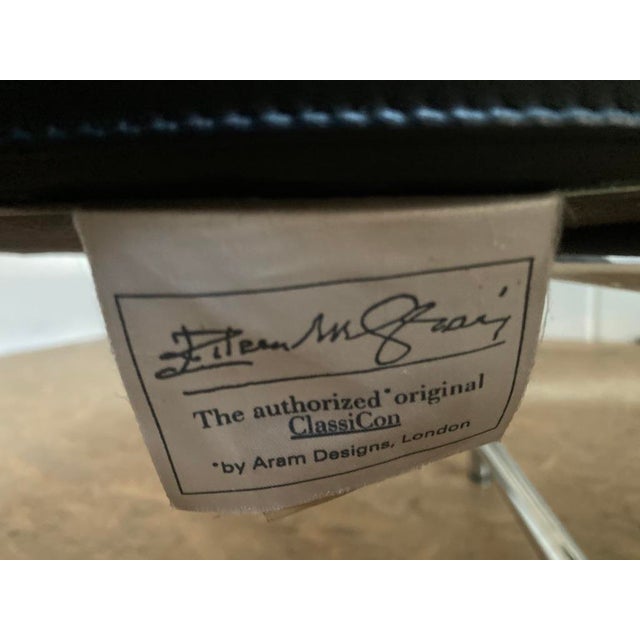 Eileen M Gray
The authorized* original
ClassiCon
*by Aram Designs, London